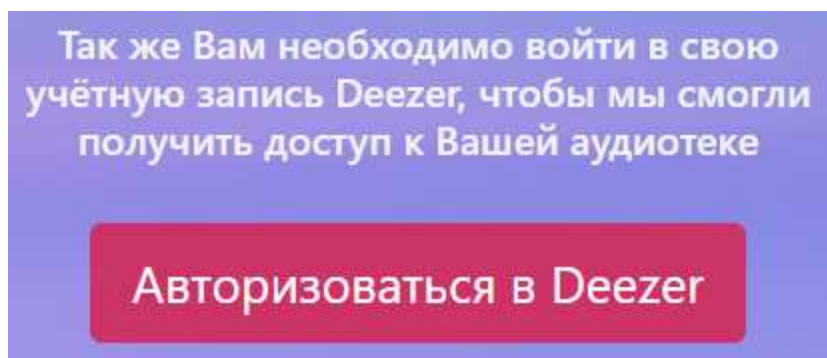 Так же Вам необходимо войти в свою
учётную запись Deezer, чтобы мы смогли
получить доступ к Вашей аудиотеке
Авторизоваться в Deezer